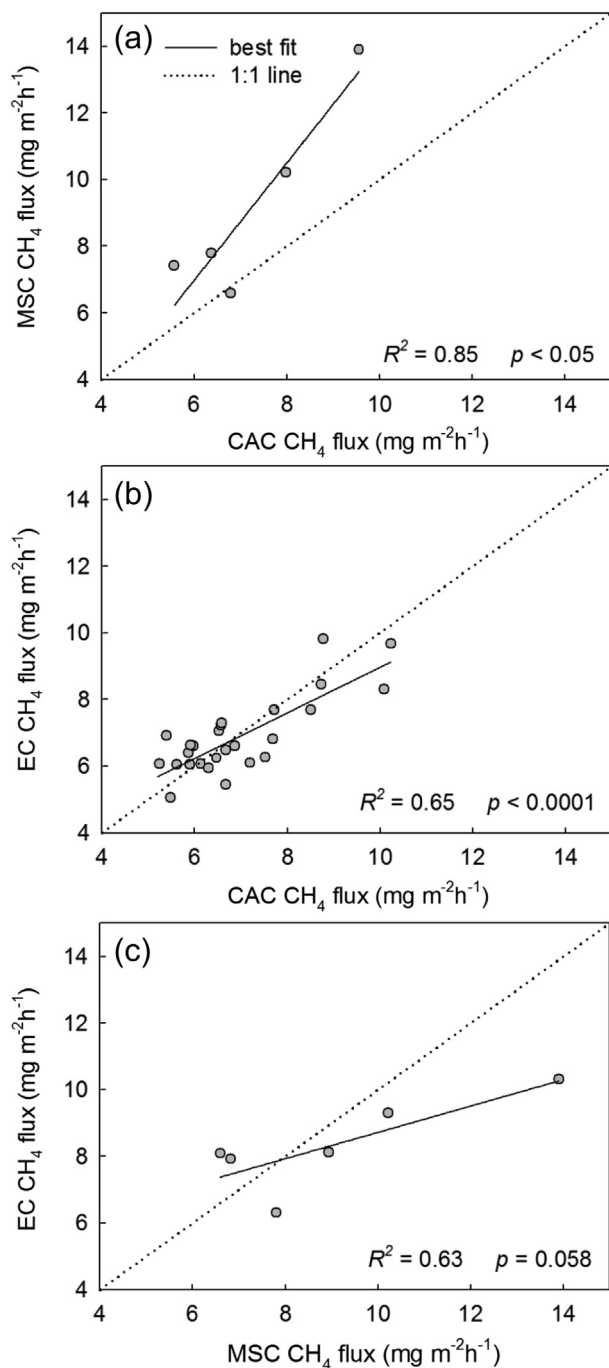 (a)
best fit
1:1 line
14
12
10
8
6
4
MSC CH₄ flux (mg m⁻²h⁻¹)
R² = 0.85 p < 0.05
4 6 8 10 12 14
CAC CH₄ flux (mg m⁻²h⁻¹)
(b)
14
12
10
8
6
4
EC CH₄ flux (mg m⁻²h⁻¹)
R² = 0.65 p < 0.0001
4 6 8 10 12 14
CAC CH₄ flux (mg m⁻²h⁻¹)
(c)
14
12
10
8
6
4
EC CH₄ flux (mg m⁻²h⁻¹)
R² = 0.63 p = 0.058
4 6 8 10 12 14
MSC CH₄ flux (mg m⁻²h⁻¹)